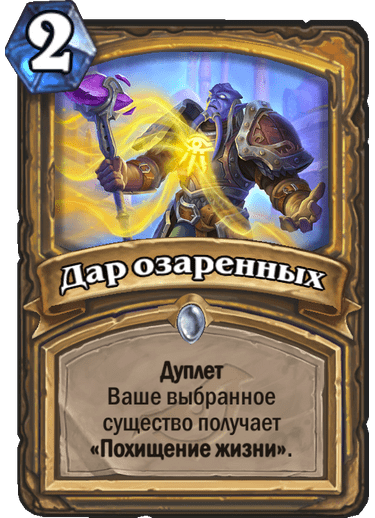 2
Дар озаренных
Дуплет
Ваше выбранное
существо получает
«Похищение жизни».